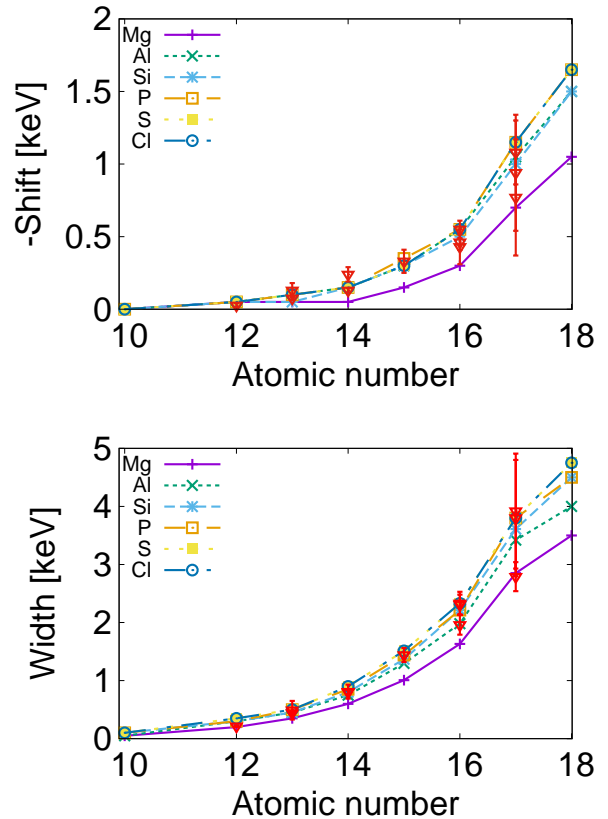 2
1.5
1
0.5
0
-Shift [keV]
Mg
Al
Si
P
S
Cl
10 12 14 16 18
Atomic number
5
4
3
2
1
0
Width [keV]
Mg
Al
Si
P
S
Cl
10 12 14 16 18
Atomic number